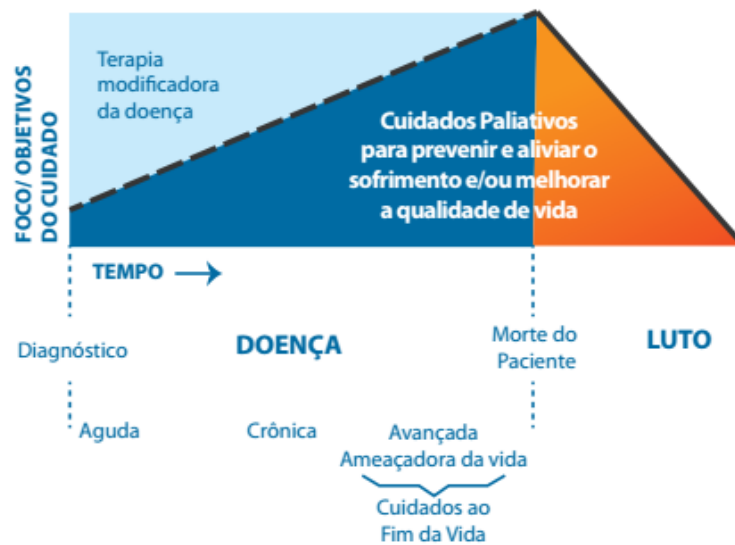 FOCO/ OBJETIVOS
DO CUIDADO
Terapia
modificadora
da doença
Cuidados Paliativos
para prevenir e aliviar o
sofrimento e/ou melhorar
a qualidade de vida
TEMPO
Diagnóstico
DOENÇA
Morte do
Paciente
LUTO
Aguda
Crônica
Avançada
Ameaçadora da vida
Cuidados ao
Fim da Vida